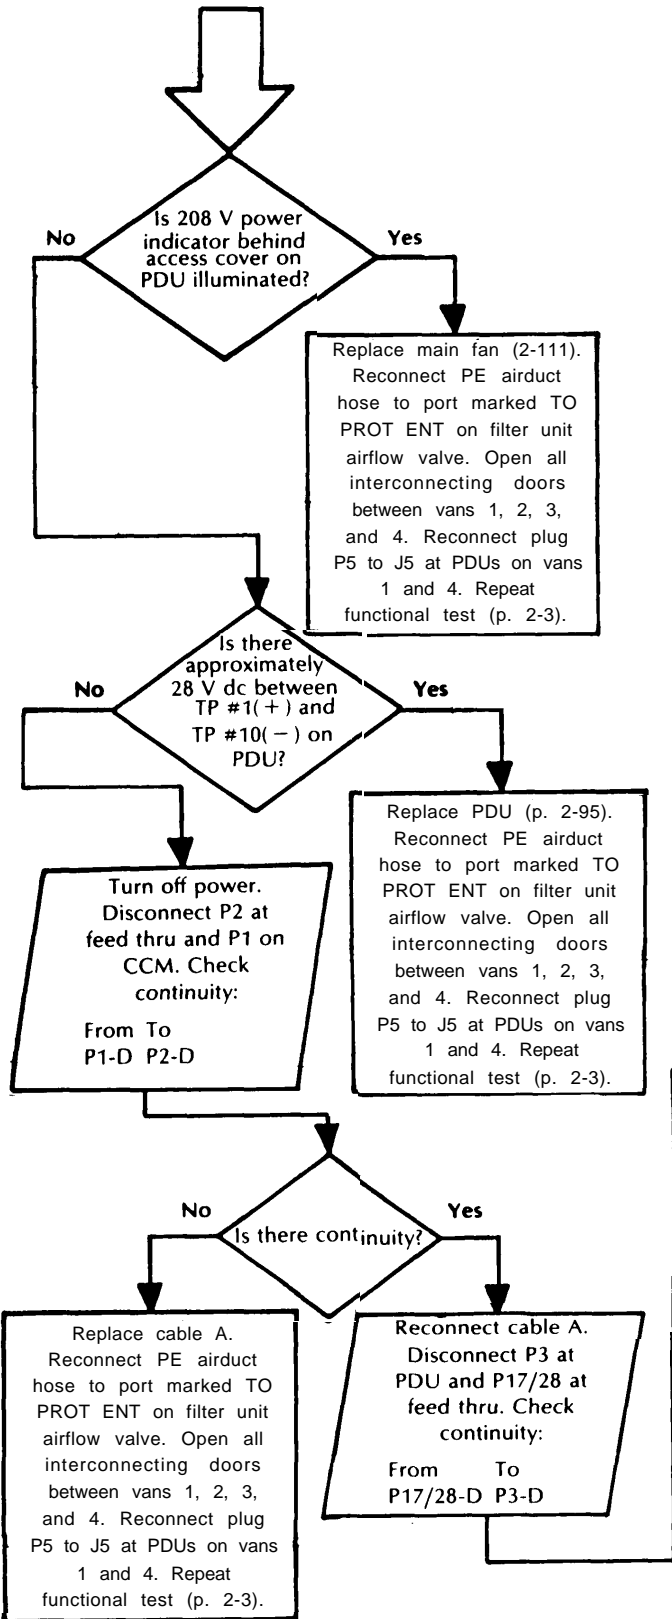 Is 208 V power
indicator behind
access cover on
PDU illuminated?
No
Yes
Replace main fan (2-111).
Reconnect PE airduct
hose to port marked TO
PROT ENT on filter unit
airflow valve. Open all
interconnecting doors
between vans 1, 2, 3,
and 4. Reconnect plug
P5 to J5 at PDUs on vans
1 and 4. Repeat
functional test (p. 2-3).
Is there
approximately
28 V dc between
TP #1(+) and
TP #10(−) on
PDU?
No
Yes
Replace PDU (p. 2-95).
Reconnect PE airduct
hose to port marked TO
PROT ENT on filter unit
airflow valve. Open all
interconnecting doors
between vans 1, 2, 3,
and 4. Reconnect plug
P5 to J5 at PDUs on vans
1 and 4. Repeat
functional test (p. 2-3).
Turn off power.
Disconnect P2 at
feed thru and P1 on
CCM. Check
continuity:
From To
P1-D P2-D
Is there continuity?
No
Yes
Replace cable A.
Reconnect PE airduct
hose to port marked TO
PROT ENT on filter unit
airflow valve. Open all
interconnecting doors
between vans 1, 2, 3,
and 4. Reconnect plug
P5 to J5 at PDUs on vans
1 and 4. Repeat
functional test (p. 2-3).
Reconnect cable A.
Disconnect P3 at
PDU and P17/28 at
feed thru. Check
continuity:
From To
P17/28-D P3-D